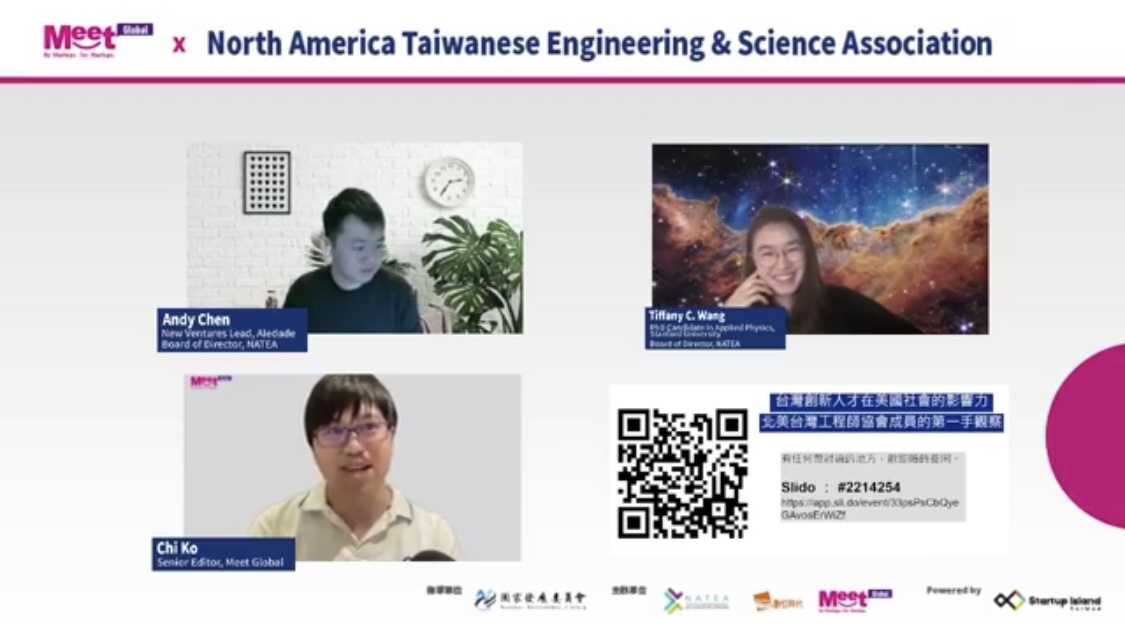 Meet Global
By Startups. For Startups.
x
North America Taiwanese Engineering & Science Association
Andy Chen
New Ventures Lead, Aledade
Board of Director, NATEA
Tiffany C. Wang
PhD Candidate in Applied Physics,
Stanford University
Board of Director, NATEA
Meet
Chi Ko
Senior Editor, Meet Global
台灣創新人才在美國社會的影響力
北美台灣工程師協會成員的第一手觀察
有任何想討論的地方，歡迎隨時提問。
Slido ： #2214254
https://app.sli.do/event/33psPsCbQye
GAvosErWiZf
指導單位
國家發展委員會
National Development Council
主辦單位
NATEA
數位時代
Meet Global
Powered by
Startup Island
TAIWAN